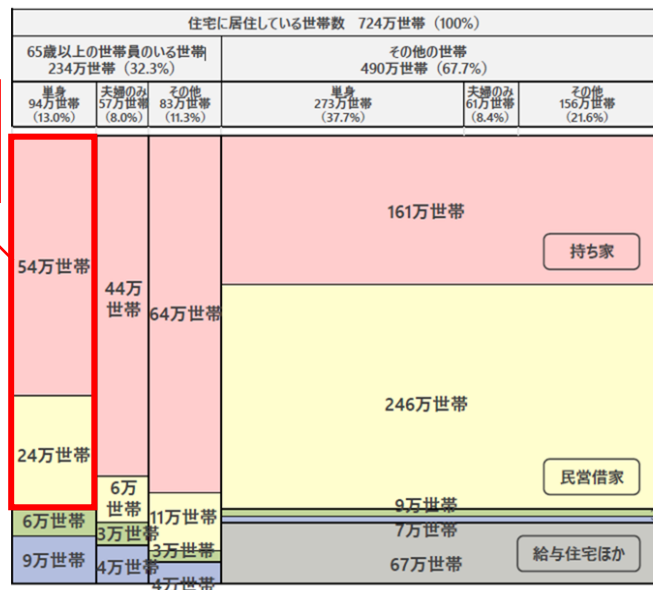 住宅に居住している世帯数 724万世帯（100%）
65歳以上の世帯員のいる世帯
234万世帯（32.3%）
その他の世帯
490万世帯（67.7%）
単身
94万世帯
（13.0%）
夫婦のみ
57万世帯
（8.0%）
その他
83万世帯
（11.3%）
単身
273万世帯
（37.7%）
夫婦のみ
61万世帯
（8.4%）
その他
156万世帯
（21.6%）
54万世帯
44万
世帯
64万世帯
161万世帯
持ち家
24万世帯
6万
世帯
11万世帯
246万世帯
民営借家
6万世帯
3万世帯
3万世帯
9万世帯
9万世帯
4万世帯
4万世帯
7万世帯
67万世帯
給与住宅ほか